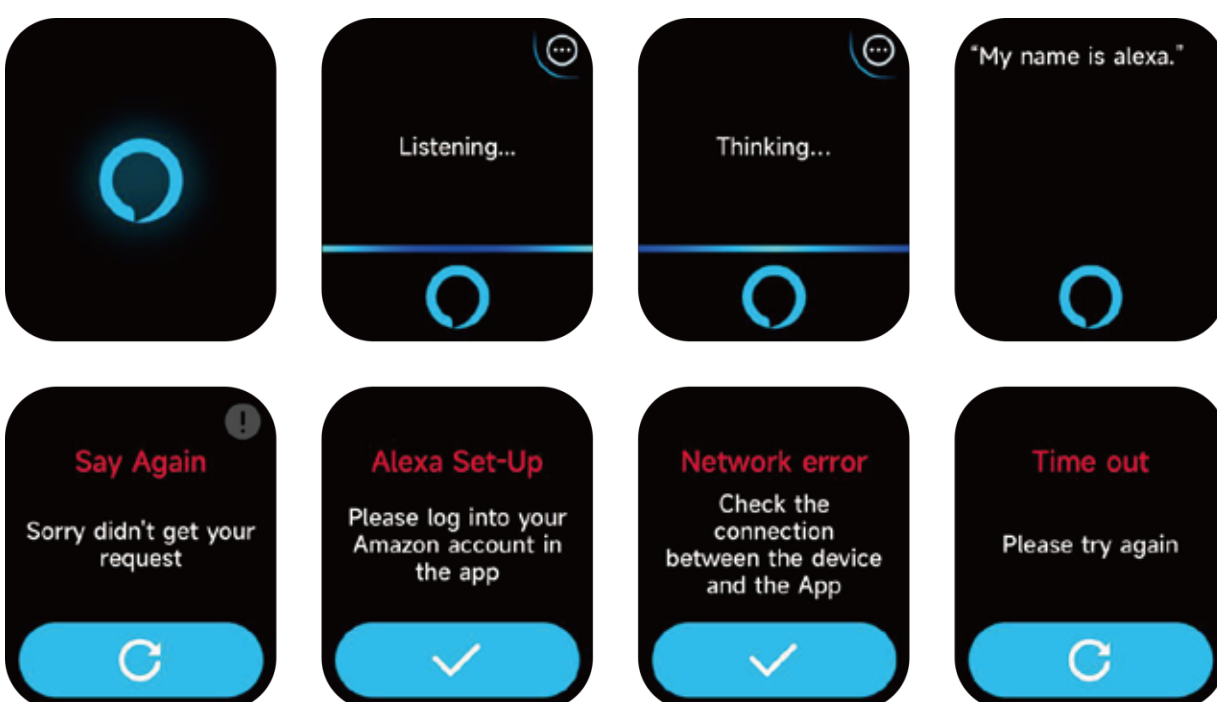 Listening...
Thinking...
“My name is alexa.”
Say Again
Sorry didn't get your
request
Alexa Set-Up
Please log into your
Amazon account in
the app
Network error
Check the
connection
between the device
and the App
Time out
Please try again